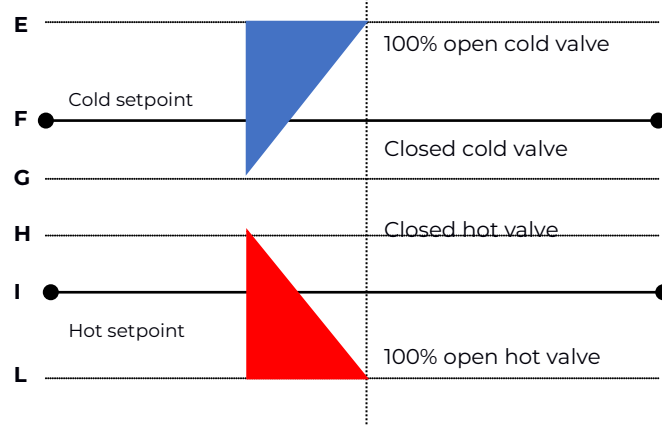 E
100% open cold valve
Cold setpoint
F
Closed cold valve
G
H
Closed hot valve
I
Hot setpoint
100% open hot valve
L